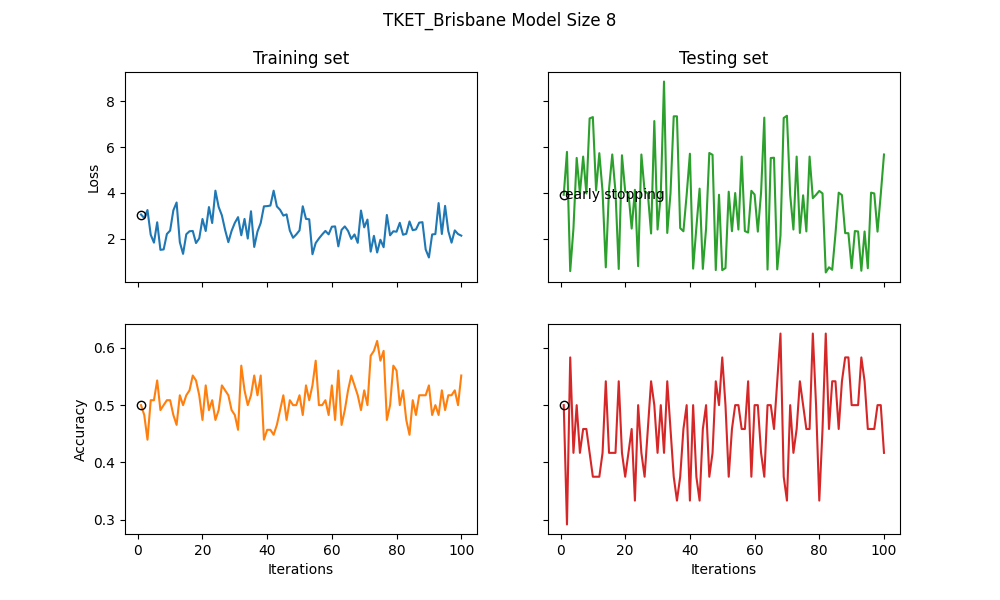 TKET_Brisbane Model Size 8
Training set
Testing set
8
6
4
2
Loss
early stopping
0.6
0.5
0.4
0.3
Accuracy
0 20 40 60 80 100
Iterations
0 20 40 60 80 100
Iterations